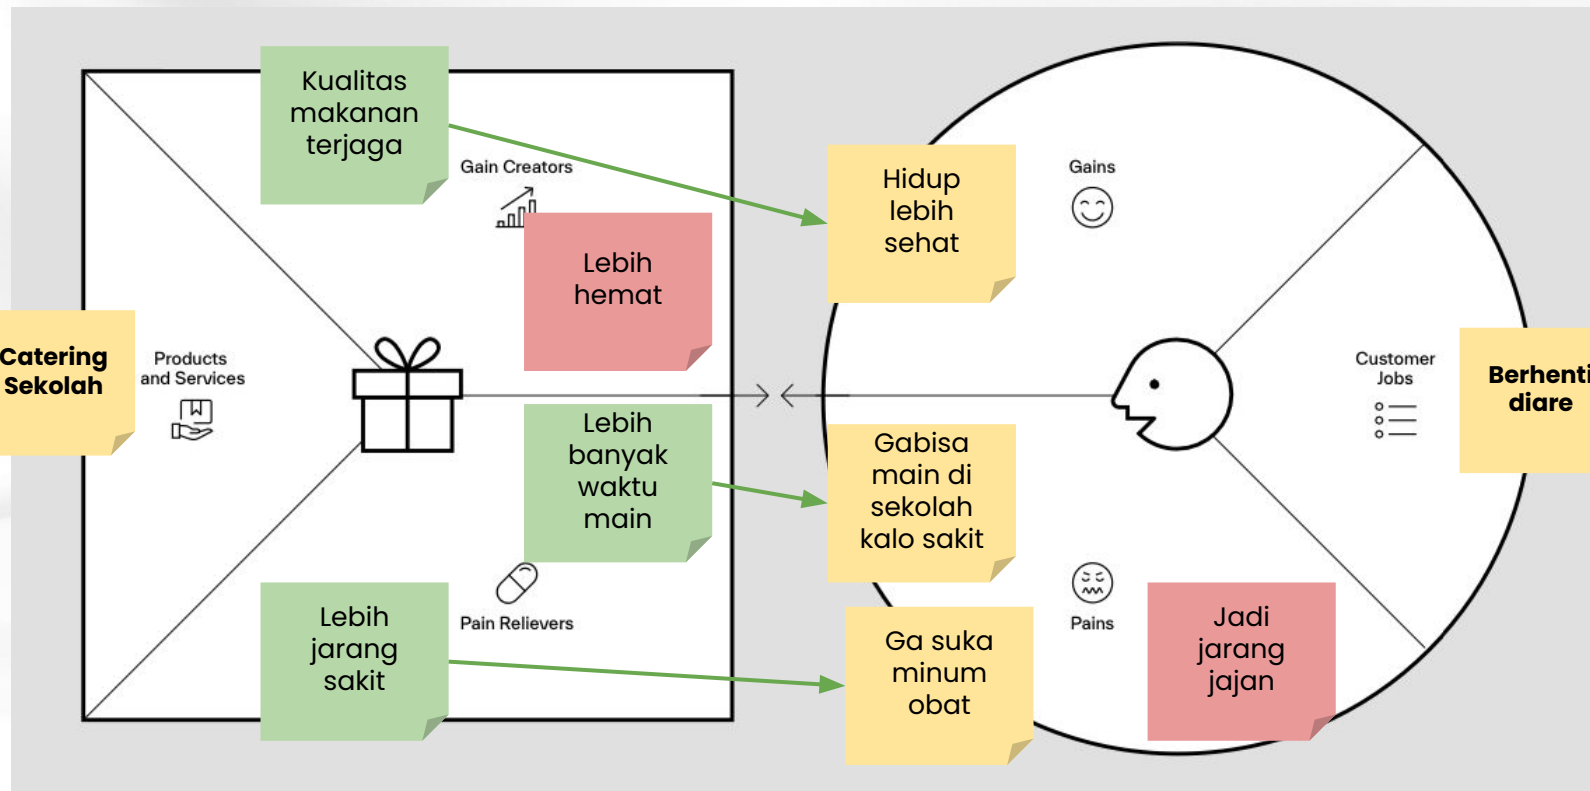 Kualitas
makanan
terjaga
Gain Creators
Lebih
hemat
Catering
Sekolah
Products
and Services
Lebih
banyak
waktu
main
Lebih
jarang
sakit
Pain Relievers
Hidup
lebih
sehat
Gains
Customer
Jobs
Berhenti
diare
Gabisa
main di
sekolah
kalo sakit
Ga suka
minum
obat
Pains
Jadi
jarang
jajan